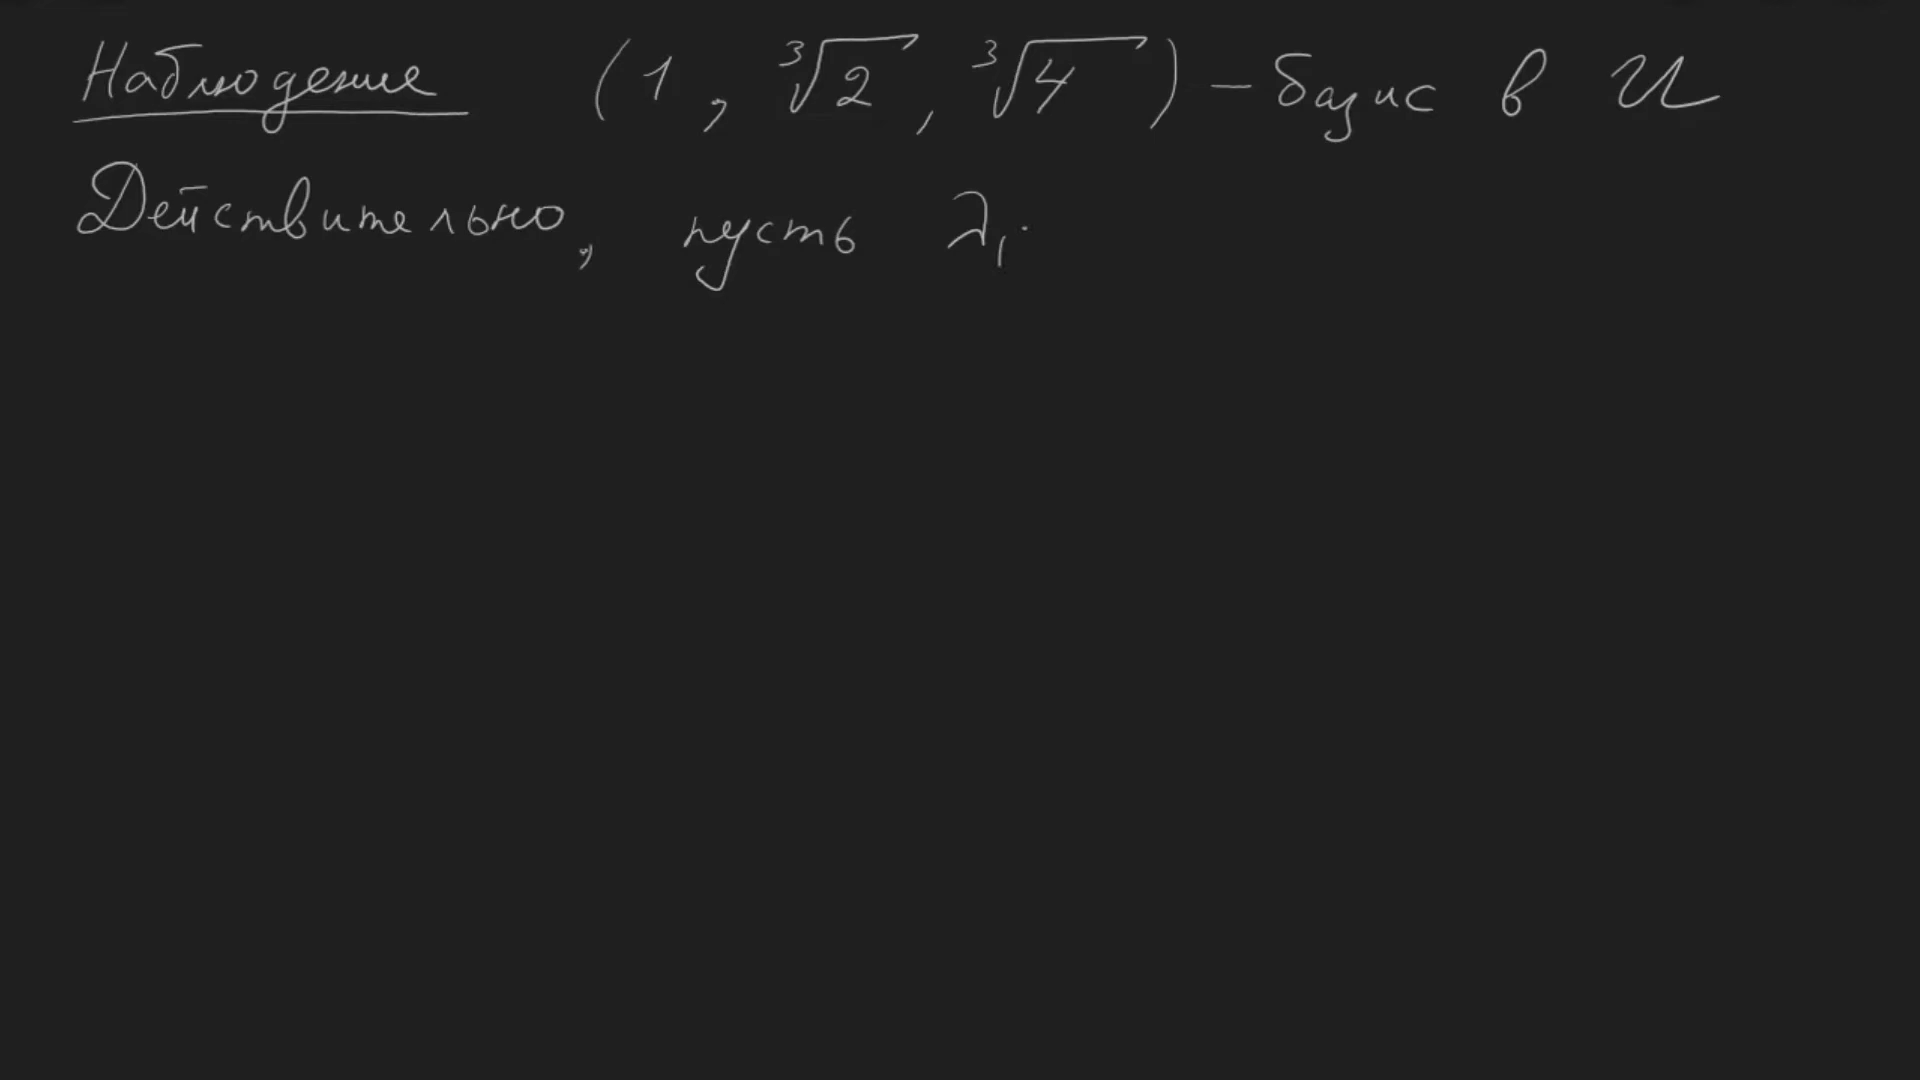 Наблюдение (1, ∛2, ∛4) – базис в U
Действительно, пусть λ₁·